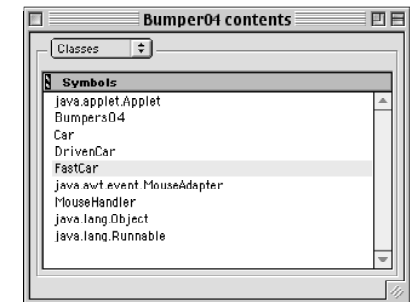 Bumper04 contents
Classes
Symbols
java.applet.Applet
Bumpers04
Car
DrivenCar
FastCar
java.awt.event.MouseAdapter
MouseHandler
java.lang.Object
java.lang.Runnable